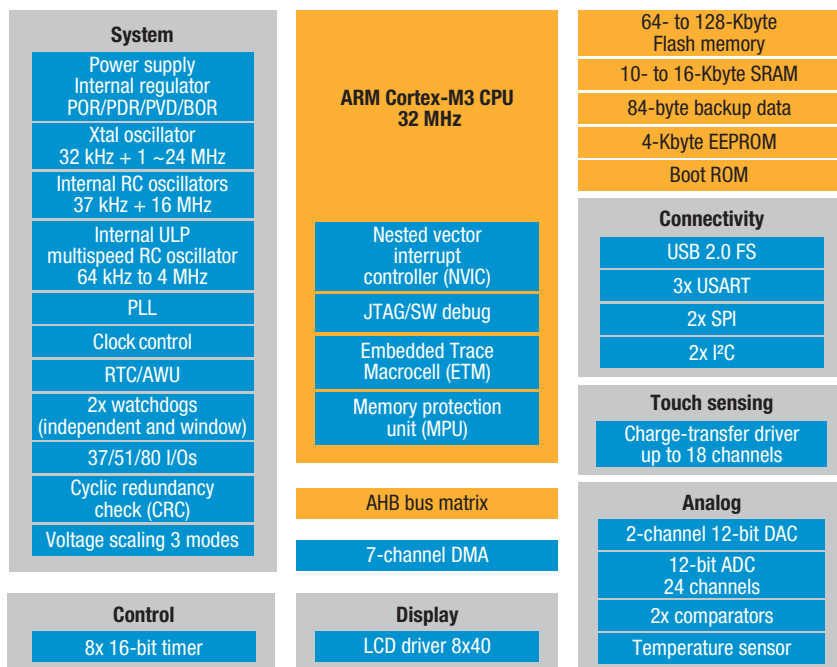 System
Power supply
Internal regulator
POR/PDR/PVD/BOR
Xtal oscillator
32 kHz + 1 ~24 MHz
Internal RC oscillators
37 kHz + 16 MHz
Internal ULP
multispeed RC oscillator
64 kHz to 4 MHz
PLL
Clock control
RTC/AWU
2x watchdogs
(independent and window)
37/51/80 I/Os
Cyclic redundancy
check (CRC)
Voltage scaling 3 modes
Control
8x 16-bit timer
ARM Cortex-M3 CPU
32 MHz
Nested vector
interrupt
controller (NVIC)
JTAG/SW debug
Embedded Trace
Macrocell (ETM)
Memory protection
unit (MPU)
AHB bus matrix
7-channel DMA
Display
LCD driver 8x40
64- to 128-Kbyte
Flash memory
10- to 16-Kbyte SRAM
84-byte backup data
4-Kbyte EEPROM
Boot ROM
Connectivity
USB 2.0 FS
3x USART
2x SPI
2x I²C
Touch sensing
Charge-transfer driver
up to 18 channels
Analog
2-channel 12-bit DAC
12-bit ADC
24 channels
2x comparators
Temperature sensor